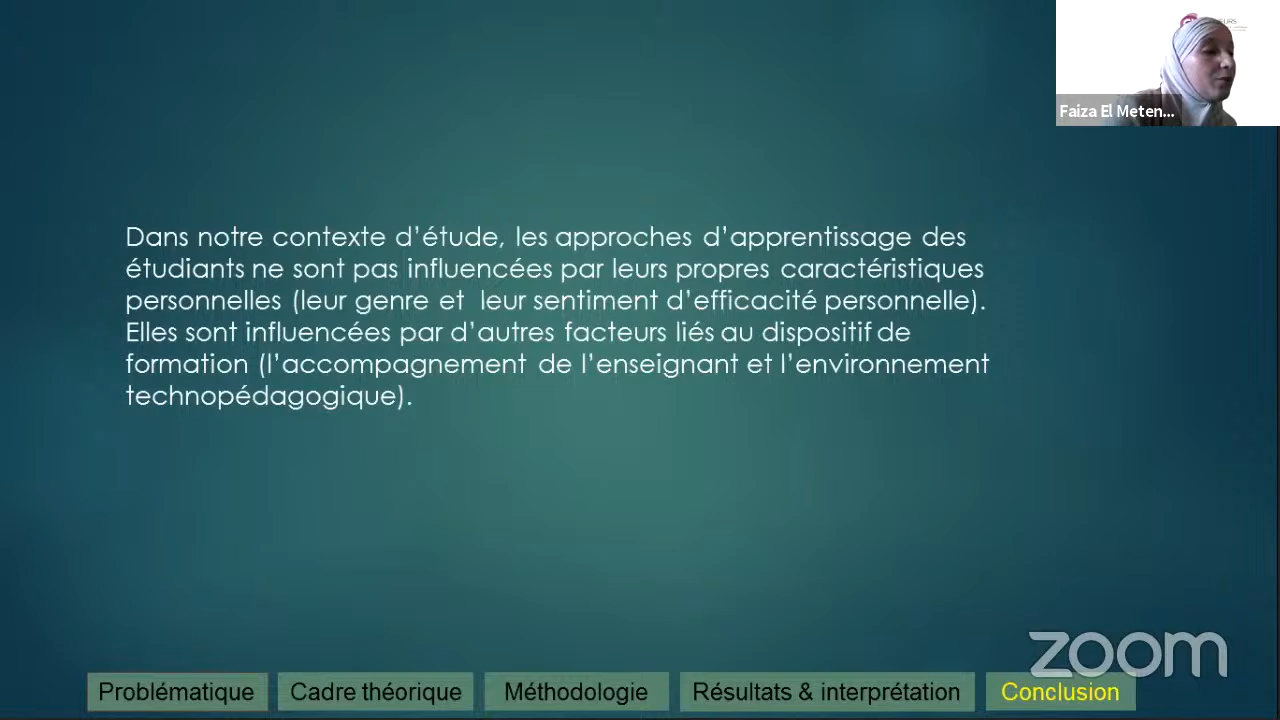 Faiza El Meten...
Dans notre contexte d’étude, les approches d’apprentissage des
étudiants ne sont pas influencées par leurs propres caractéristiques
personnelles (leur genre et leur sentiment d’efficacité personnelle).
Elles sont influencées par d’autres facteurs liés au dispositif de
formation (l’accompagnement de l’enseignant et l’environnement
technopédagogique).
zoom
Problématique
Cadre théorique
Méthodologie
Résultats & interprétation
Conclusion